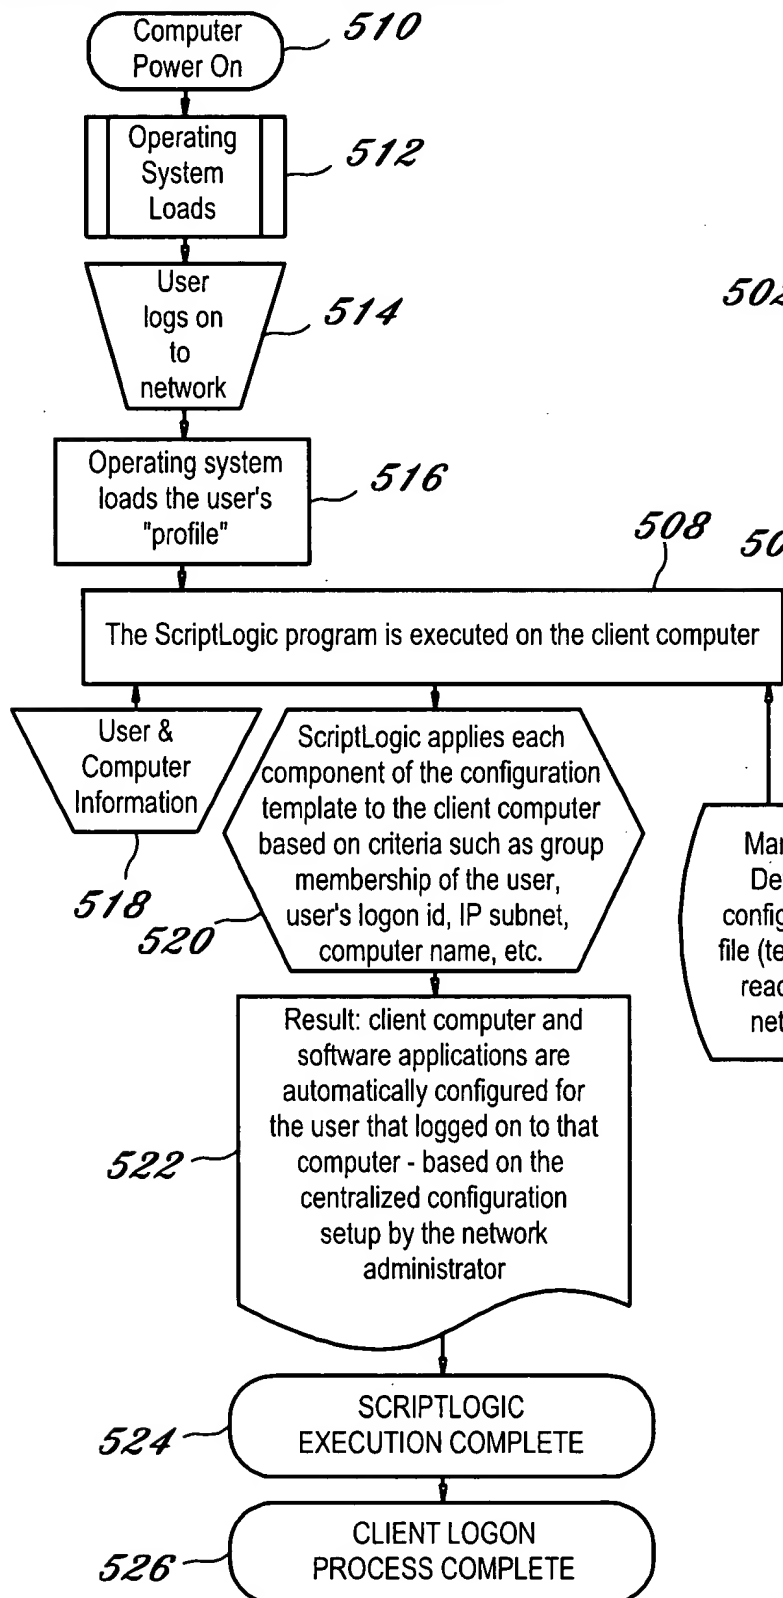 Computer
Power On
510
Operating
System
Loads
512
User
logs on
to
network
514
502
Operating system
loads the user's
"profile"
516
508
The ScriptLogic program is executed on the client computer
User &
Computer
Information
518
ScriptLogic applies each
component of the configuration
template to the client computer
based on criteria such as group
membership of the user,
user's logon id, IP subnet,
computer name, etc.
520
file (te
Result: client computer and
software applications are
automatically configured for
the user that logged on to that
computer - based on the
centralized configuration
setup by the network
administrator
522
SCRIPTLOGIC
EXECUTION COMPLETE
524
CLIENT LOGON
PROCESS COMPLETE
526